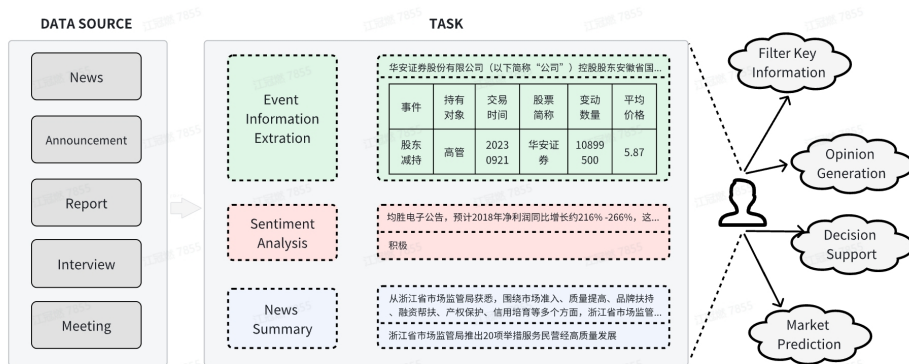 DATA SOURCE
TASK
News
Announcement
Report
Interview
Meeting
Event
Information
Extration
华安证券股份有限公司（以下简称“公司”）控股股东安徽省国...
事件
持有
对象
交易
时间
股票
简称
变动
数量
平均
价格
股东
减持
高管
2023
0921
华安证
券
10899
500
5.87
Sentiment
Analysis
均胜电子公告，预计2018年净利润同比增长约216% -266%，这...
积极
News
Summary
从浙江省市场监管局获悉，围绕市场准入、质量提高、品牌扶持
、融资帮扶、产权保护、信用培育等多个方面，浙江省市场监管...
浙江省市场监管局推出20项举措服务民营经高质量发展
Filter Key
Information
Opinion
Generation
Decision
Support
Market
Prediction